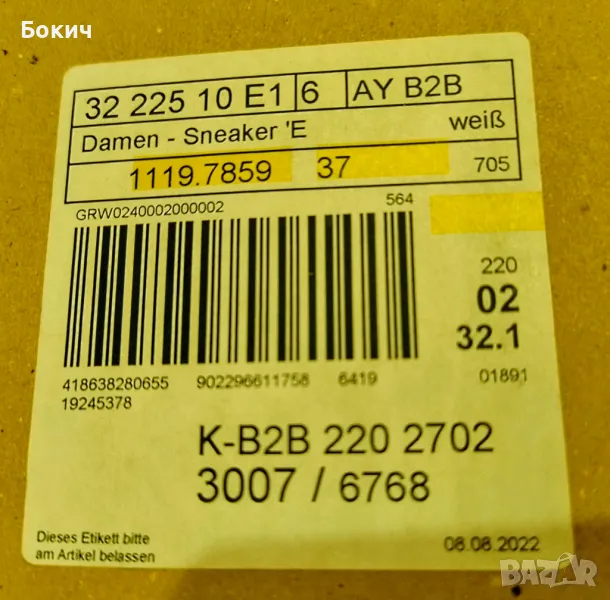 Бокич
32 225 10 E1 6 AY B2B
Damen - Sneaker 'E weiß
1119.7859 37 705
GRW0240002000002 564
220
02
32.1
418638280655 902296611758 6419 01891
19245378
K-B2B 220 2702
3007 / 6768
Dieses Etikett bitte
am Artikel belassen
08.08.2022
BAZAR